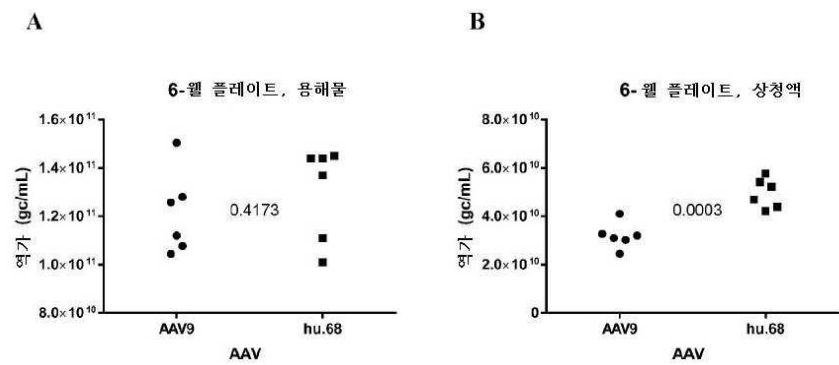 A
6-웰 플레이트, 용해물
1.6×10¹¹
1.4×10¹¹
1.2×10¹¹
1.0×10¹¹
8.0×10¹⁰
역가 (gc/mL)
0.4173
AAV9
hu.68
AAV
B
6-웰 플레이트, 상청액
8.0×10¹⁰
6.0×10¹⁰
4.0×10¹⁰
2.0×10¹⁰
0
역가 (gc/mL)
0.0003
AAV9
hu.68
AAV